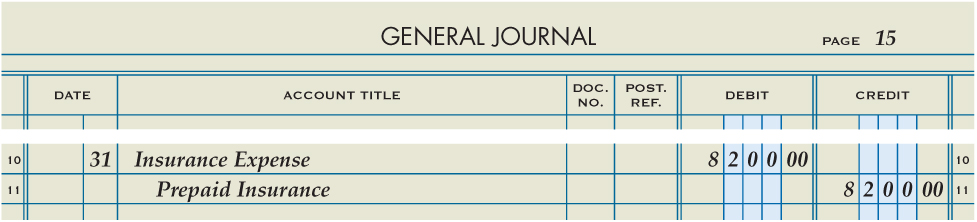 GENERAL JOURNAL PAGE 15
DATE ACCOUNT TITLE DOC. NO. POST. REF. DEBIT CREDIT
10 31 Insurance Expense 8 2 0 0 00 10
11 Prepaid Insurance 8 2 0 0 00 11